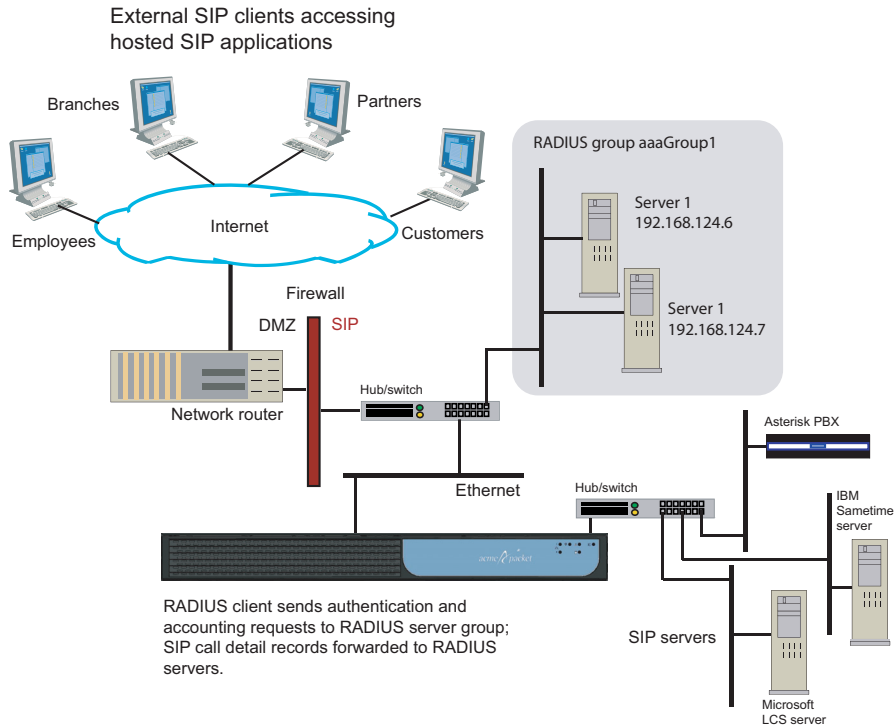 External SIP clients accessing
hosted SIP applications
Branches
Partners
Employees
Internet
Customers
RADIUS group aaaGroup1
Server 1
192.168.124.6
Server 1
192.168.124.7
Firewall
DMZ
SIP
Network router
Hub/switch
Ethernet
Hub/switch
Asterisk PBX
IBM
Sametime
server
acme packet
RADIUS client sends authentication and
accounting requests to RADIUS server group;
SIP call detail records forwarded to RADIUS
servers.
SIP servers
Microsoft
LCS server